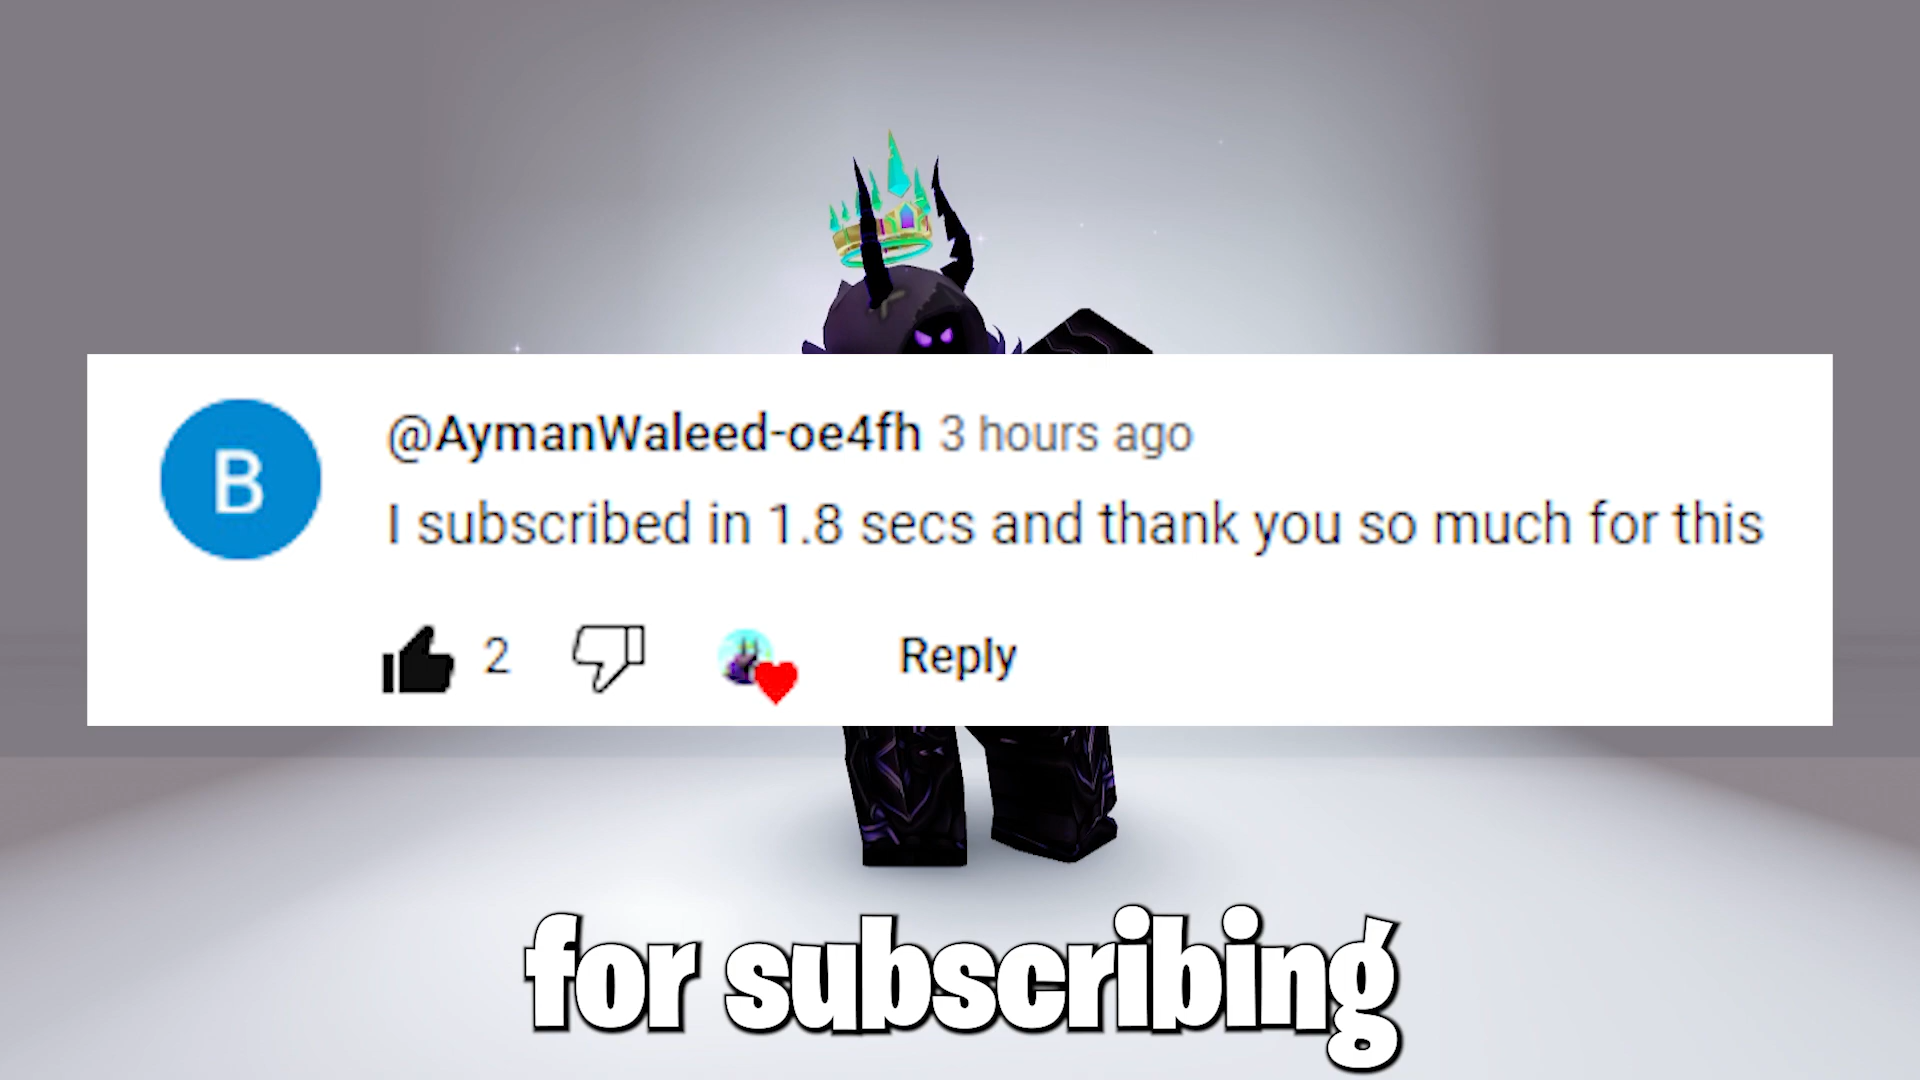 B
@AymanWaleed-oe4fh 3 hours ago
I subscribed in 1.8 secs and thank you so much for this
2 Reply
for subscribing